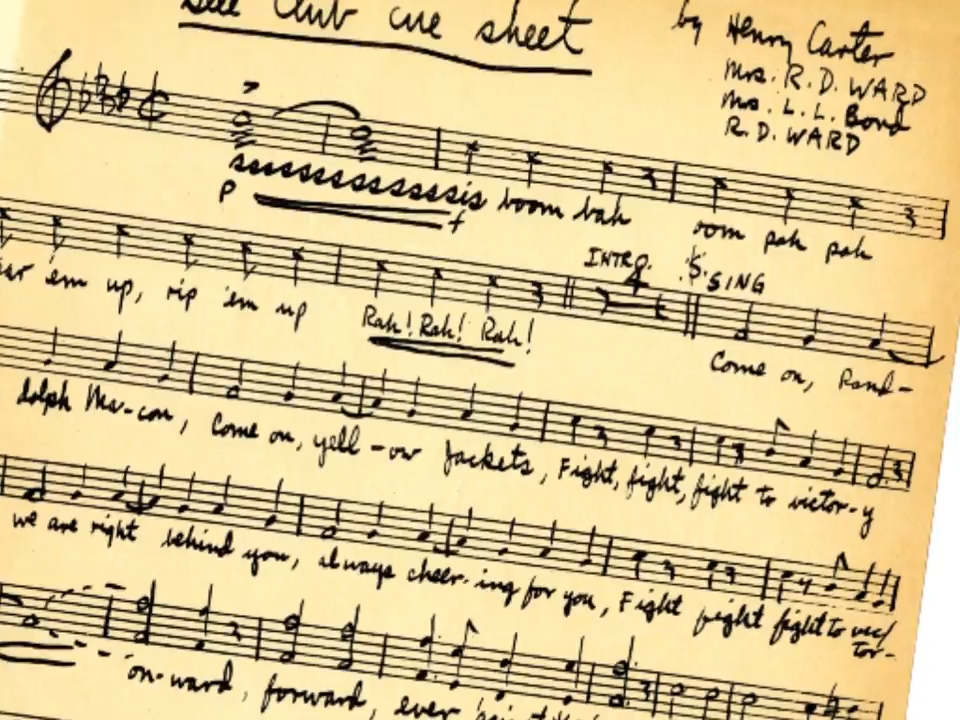 Club cue sheet
by Henry Carter
Mrs. R. D. WARD
Mrs. L. L. Bond
R. D. WARD
p sssssssssssssis boom bah oom pah pah
f
'em up, rip 'em up Rah! Rah! Rah!
INTRO. 4 S. SING
Come on, Rand-
dolph Ma-con, Come on, yell-ow Jackets, Fight, fight, fight to victor-y
we are right behind you, always cheer-ing for you, Fight fight fight to vic/
tor-
on-ward, forward, ever